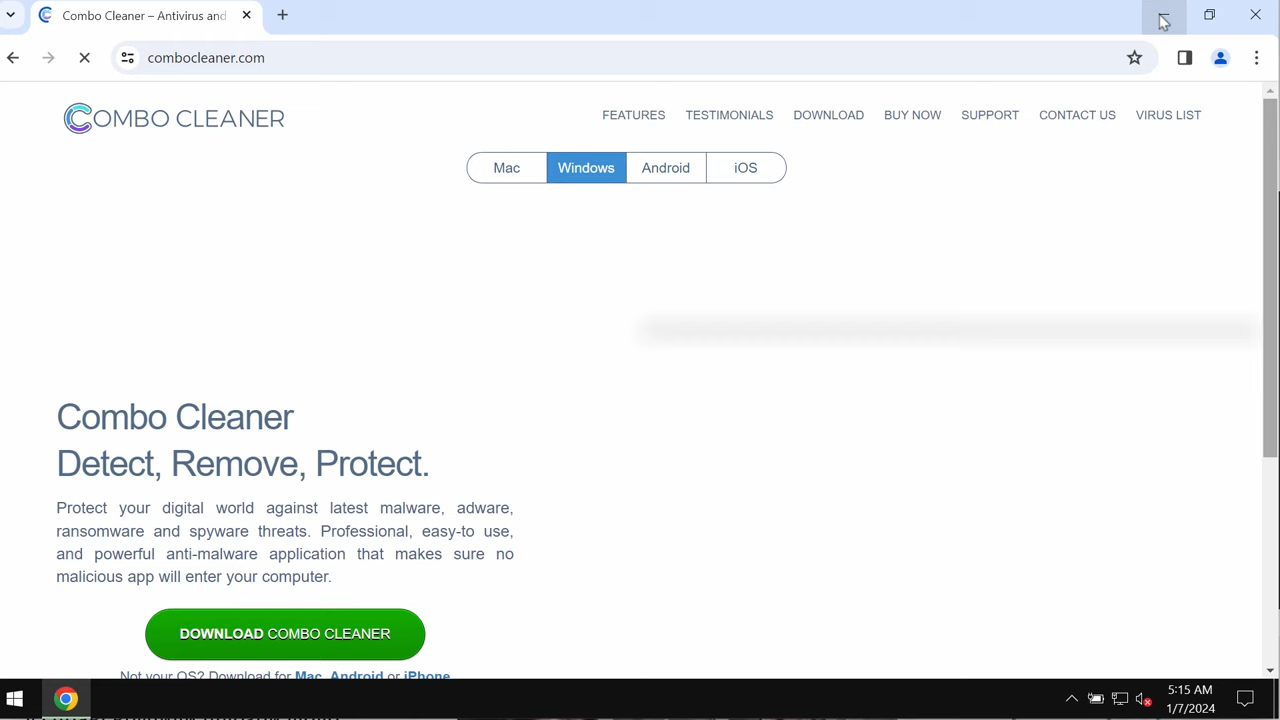 Combo Cleaner – Antivirus and
combocleaner.com
COMBO CLEANER
FEATURES TESTIMONIALS DOWNLOAD BUY NOW SUPPORT CONTACT US VIRUS LIST
Mac Windows Android iOS
Combo Cleaner
Detect, Remove, Protect.
Protect your digital world against latest malware, adware,
ransomware and spyware threats. Professional, easy-to use,
and powerful anti-malware application that makes sure no
malicious app will enter your computer.
DOWNLOAD COMBO CLEANER
Not your OS? Download for Mac, Android or iPhone
5:15 AM
1/7/2024